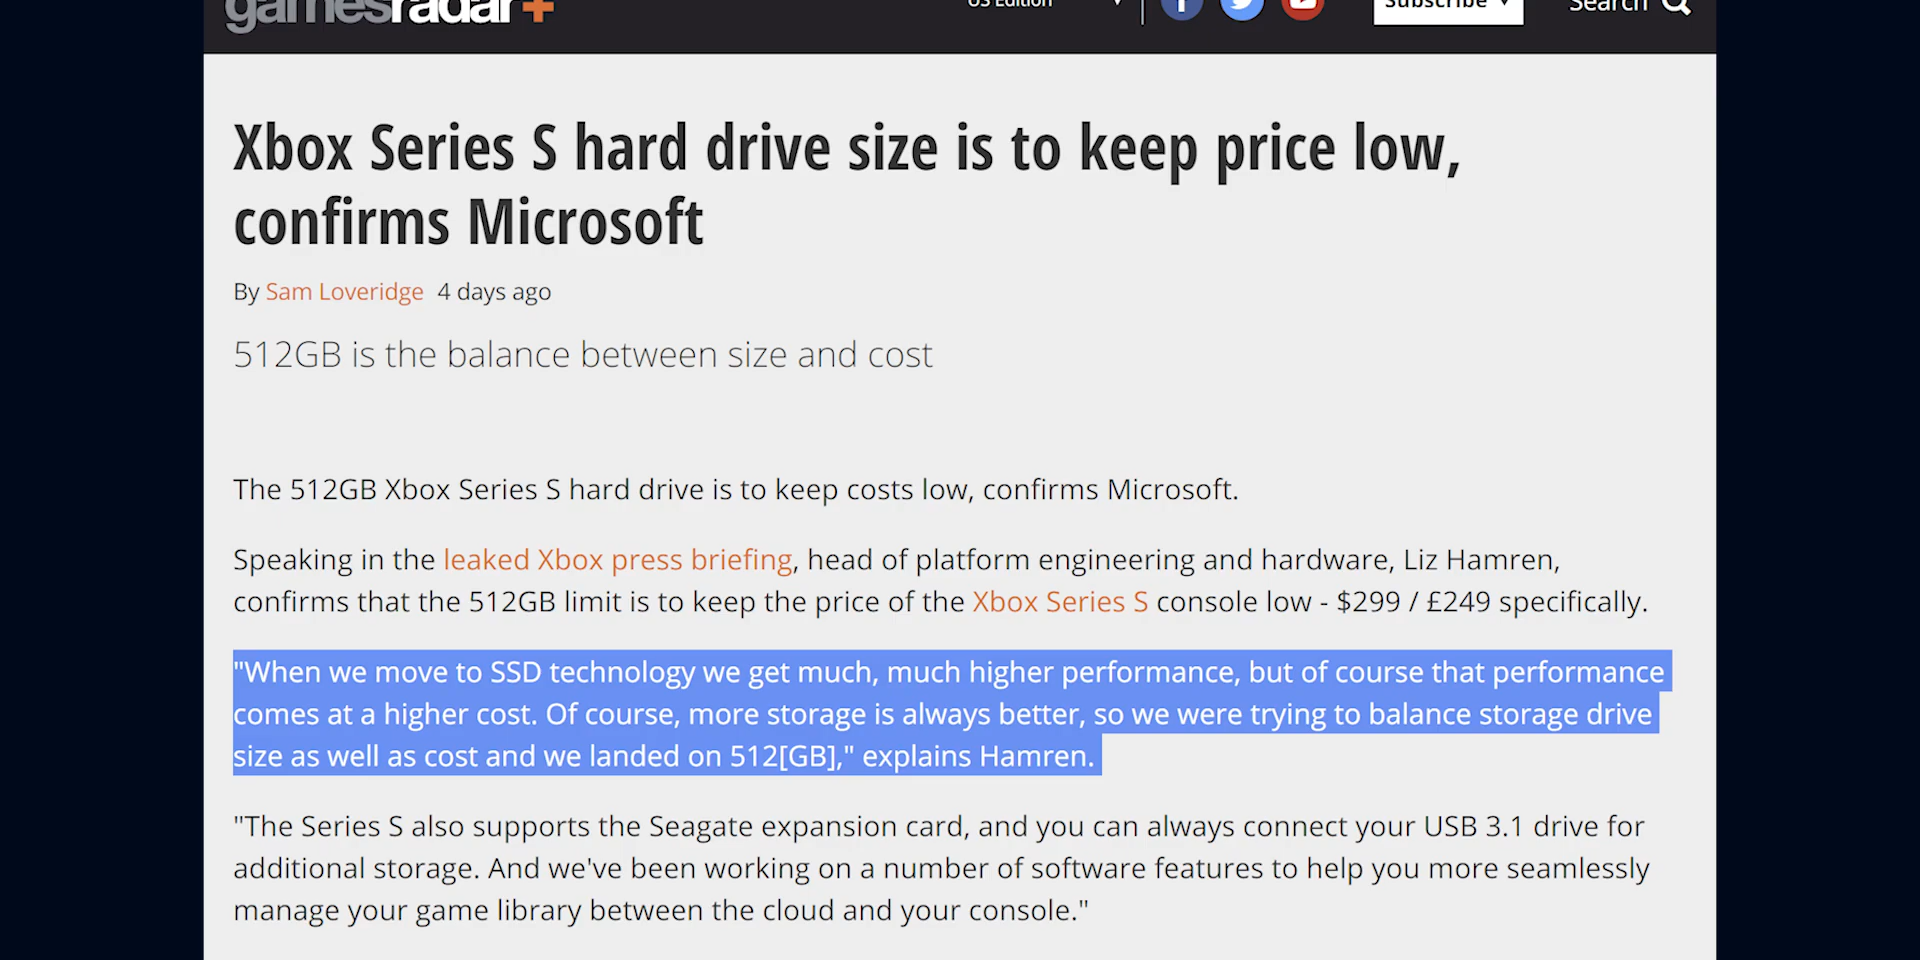 gamesradar+
US Edition
Subscribe
Search
Xbox Series S hard drive size is to keep price low,
confirms Microsoft
By Sam Loveridge 4 days ago
512GB is the balance between size and cost
The 512GB Xbox Series S hard drive is to keep costs low, confirms Microsoft.
Speaking in the leaked Xbox press briefing, head of platform engineering and hardware, Liz Hamren,
confirms that the 512GB limit is to keep the price of the Xbox Series S console low - $299 / £249 specifically.
"When we move to SSD technology we get much, much higher performance, but of course that performance
comes at a higher cost. Of course, more storage is always better, so we were trying to balance storage drive
size as well as cost and we landed on 512[GB]," explains Hamren.
"The Series S also supports the Seagate expansion card, and you can always connect your USB 3.1 drive for
additional storage. And we've been working on a number of software features to help you more seamlessly
manage your game library between the cloud and your console."